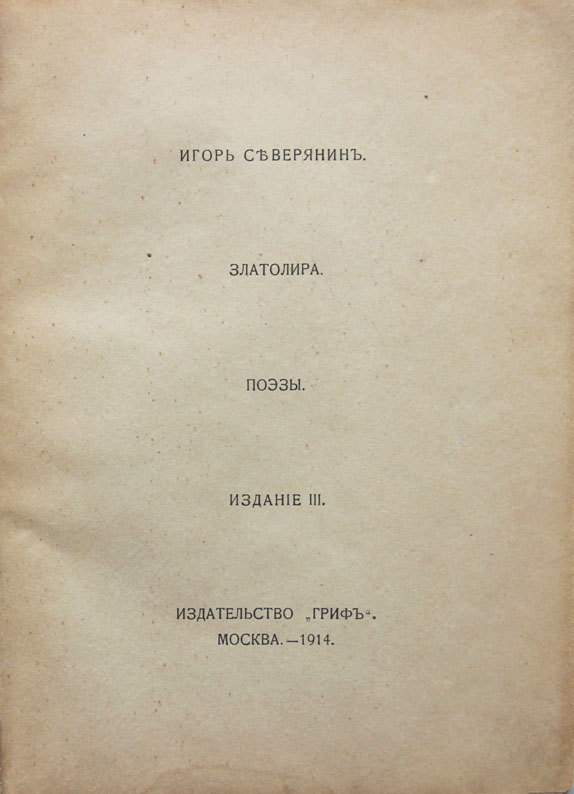 ИГОРЬ СѢВЕРЯНИНЪ.
ЗЛАТОЛИРА.
ПОЭЗЫ.
ИЗДАНІЕ III.
ИЗДАТЕЛЬСТВО „ГРИФЪ“.
МОСКВА.—1914.